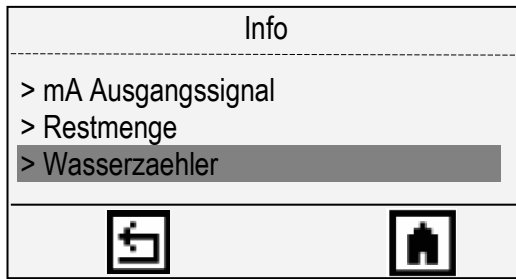 Info
> mA Ausgangssignal
> Restmenge
> Wasserzaehler